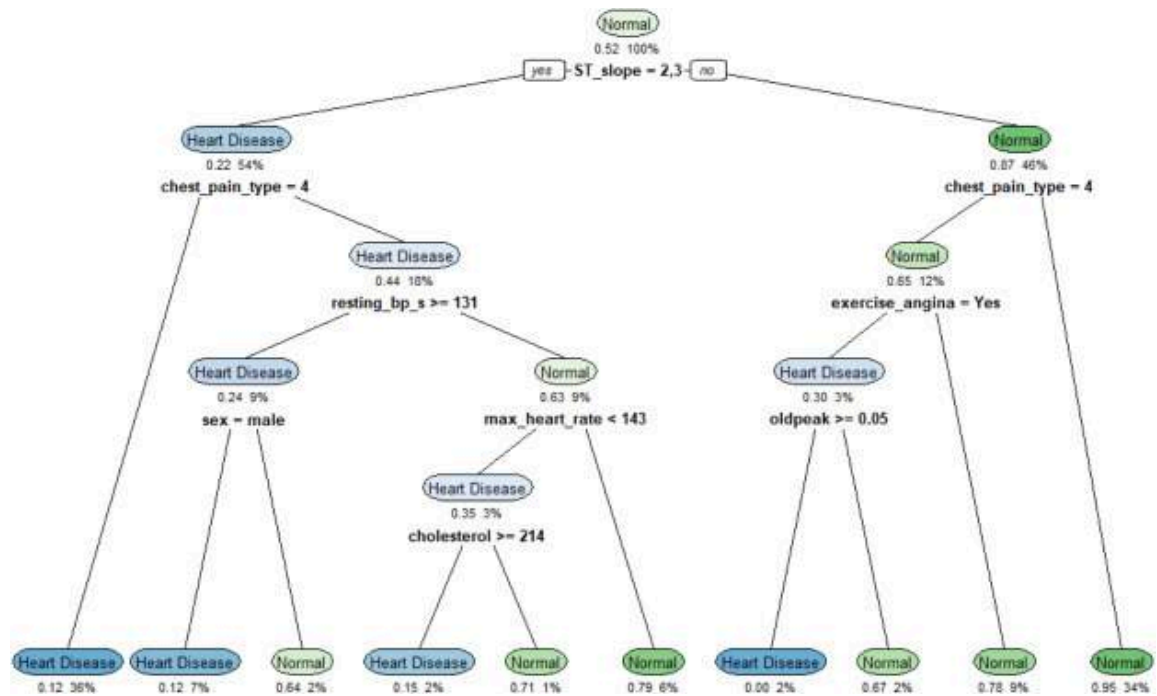 Normal
0.52 100%
yes ST_slope = 2,3 no
Heart Disease Normal
0.22 54% 0.87 46%
chest_pain_type = 4 chest_pain_type = 4
Heart Disease Normal
0.44 18% 0.65 12%
resting_bp_s >= 131 exercise_angina = Yes
Heart Disease Normal Heart Disease
0.24 9% 0.63 9% 0.30 3%
sex = male max_heart_rate < 143 oldpeak >= 0.05
Heart Disease
0.35 3%
cholesterol >= 214
Heart Disease Heart Disease Normal Heart Disease Normal Normal Heart Disease Normal Normal Normal
0.12 36% 0.12 7% 0.64 2% 0.15 2% 0.71 1% 0.79 6% 0.00 2% 0.67 2% 0.78 9% 0.95 34%